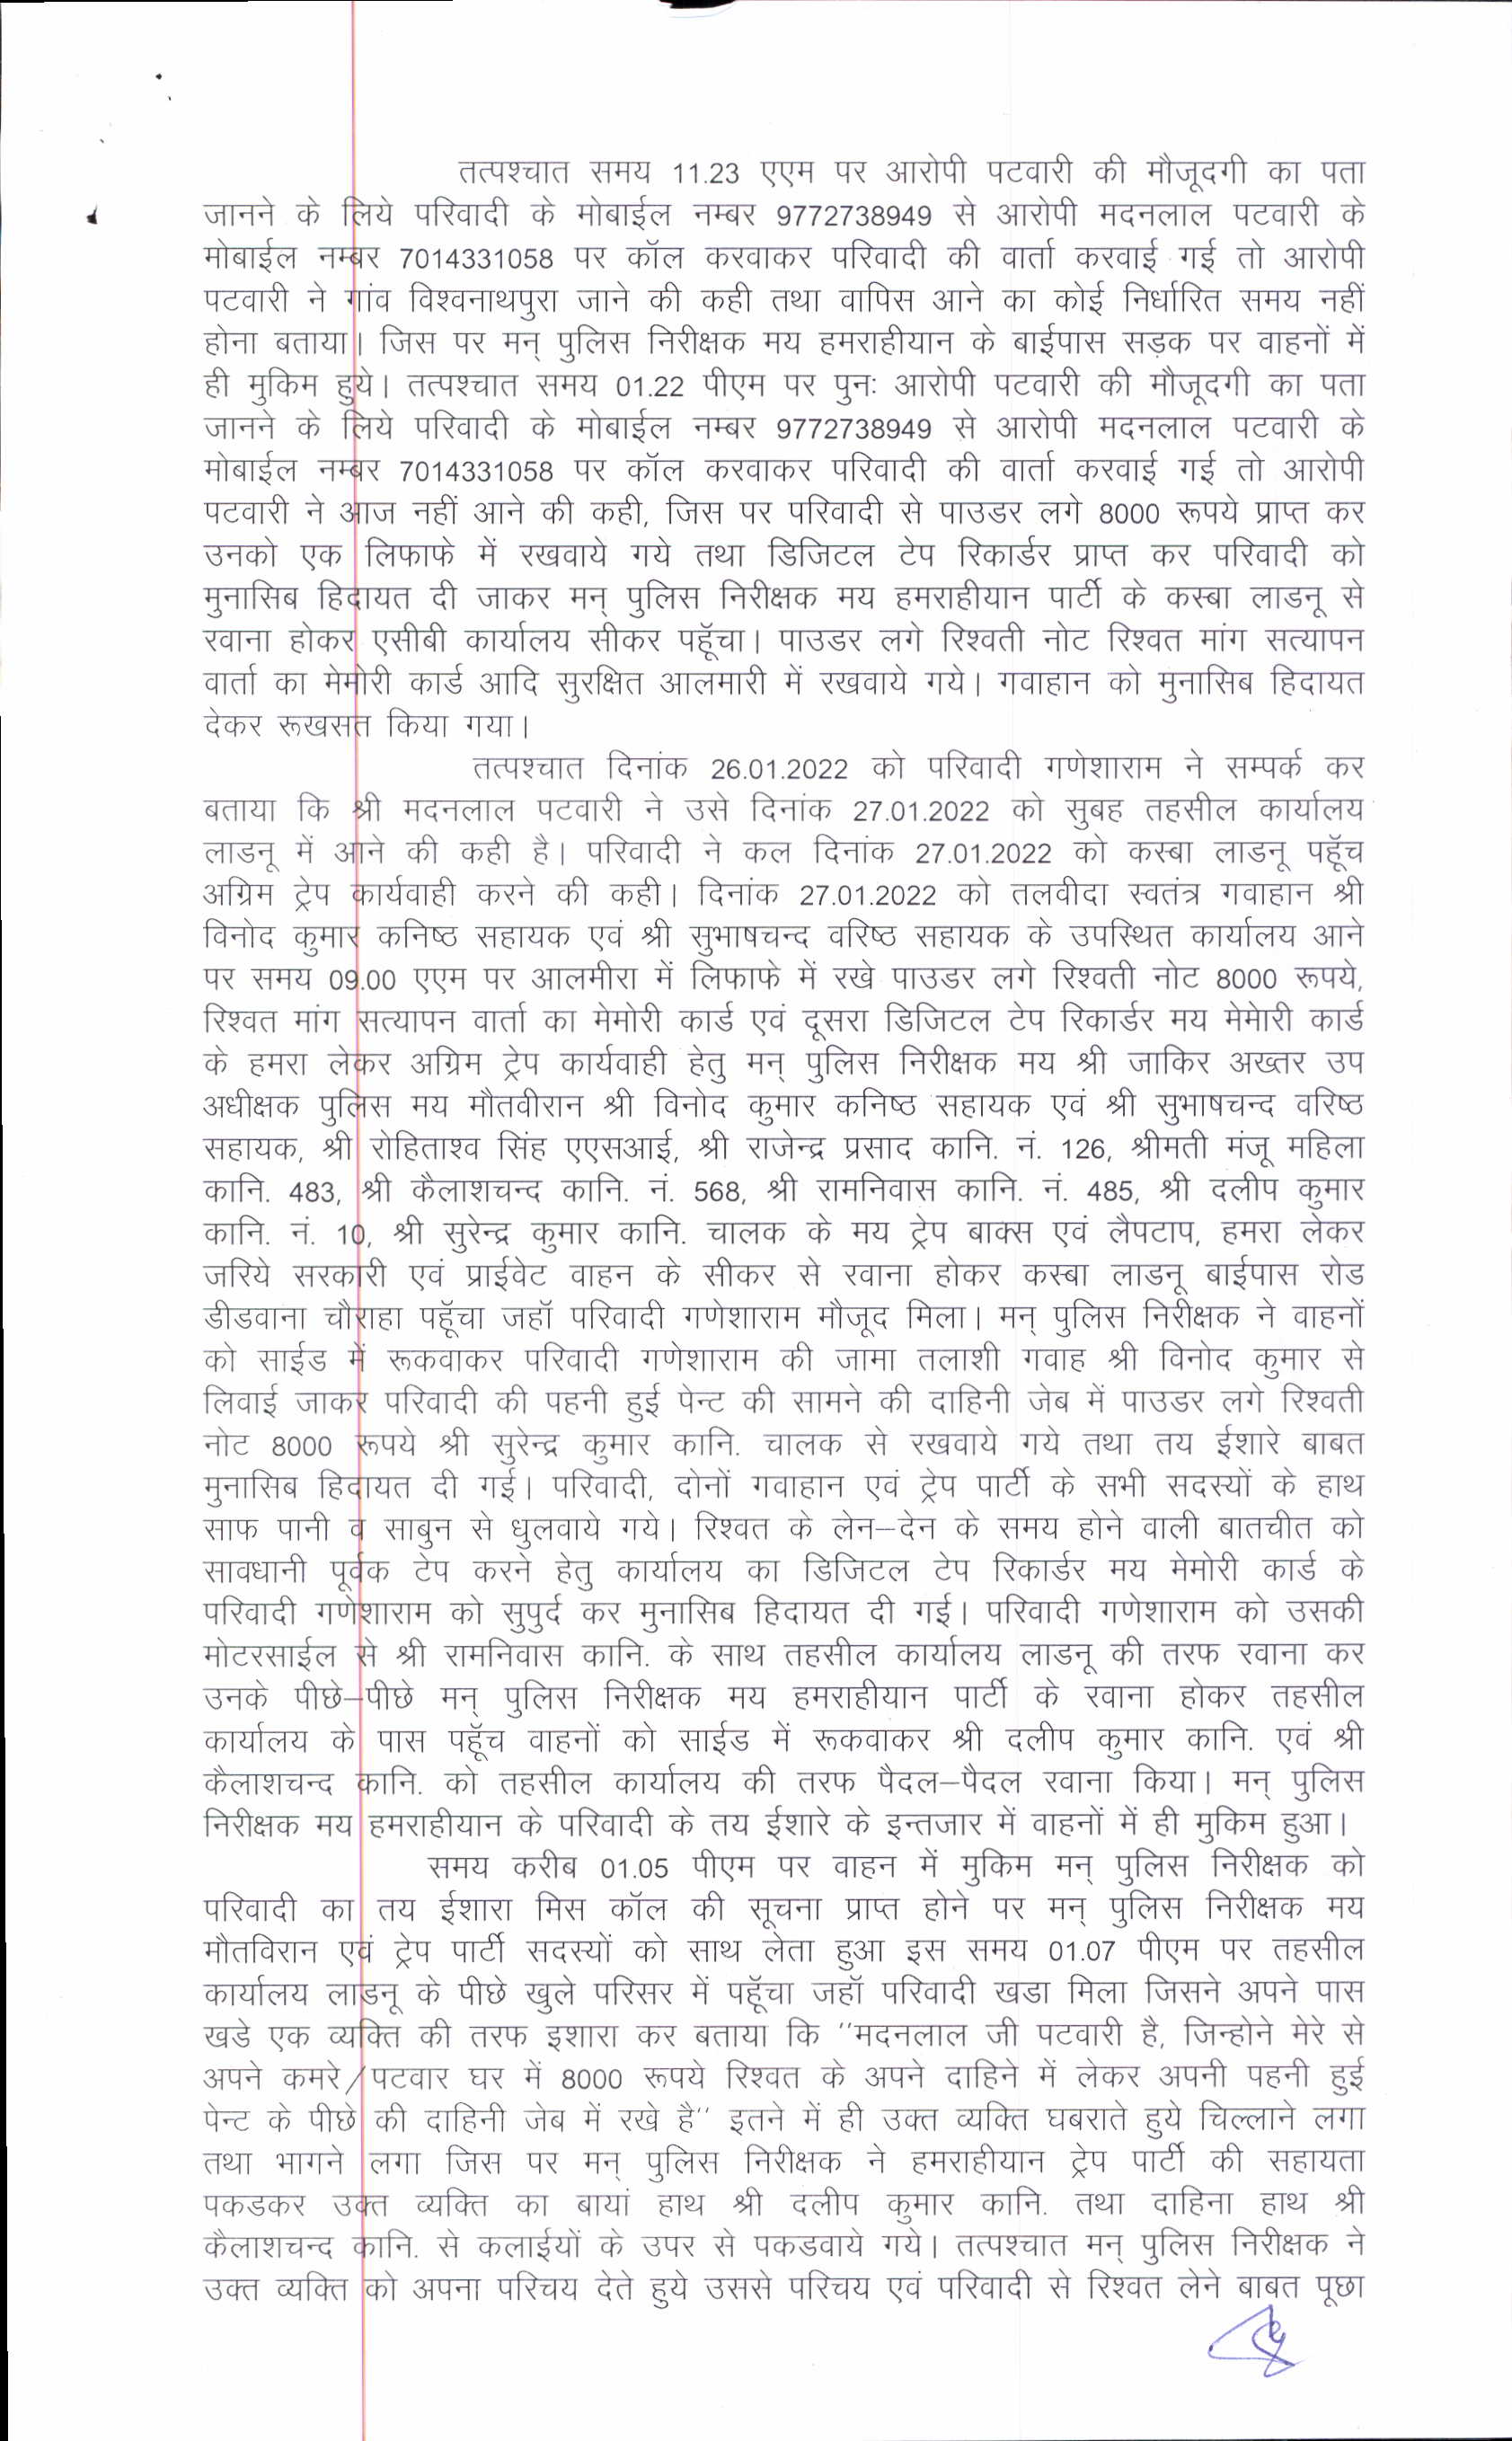 तत्पश्चात समय 11.23 एएम पर आरोपी पटवारी की मौजूदगी का पता
जानने के लिये परिवादी के मोबाईल नम्बर 9772738949 से आरोपी मदनलाल पटवारी के
मोबाईल नम्बर 7014331058 पर कॉल करवाकर परिवादी की वार्ता करवाई गई तो आरोपी
पटवारी ने गांव विश्वनाथपुरा जाने की कही तथा वापिस आने का कोई निर्धारित समय नहीं
होना बताया। जिस पर मन् पुलिस निरीक्षक मय हमराहीयान के बाईपास सड़क पर वाहनों में
ही मुकिम हुये। तत्पश्चात समय 01.22 पीएम पर पुनः आरोपी पटवारी की मौजूदगी का पता
जानने के लिये परिवादी के मोबाईल नम्बर 9772738949 से आरोपी मदनलाल पटवारी के
मोबाईल नम्बर 7014331058 पर कॉल करवाकर परिवादी की वार्ता करवाई गई तो आरोपी
पटवारी ने आज नहीं आने की कही, जिस पर परिवादी से पाउडर लगे 8000 रूपये प्राप्त कर
उनको एक लिफाफे में रखवाये गये तथा डिजिटल टेप रिकार्डर प्राप्त कर परिवादी को
मुनासिब हिदायत दी जाकर मन् पुलिस निरीक्षक मय हमराहीयान पार्टी के कस्बा लाडनू से
रवाना होकर एसीबी कार्यालय सीकर पहूँचा। पाउडर लगे रिश्वती नोट रिश्वत मांग सत्यापन
वार्ता का मेमोरी कार्ड आदि सुरक्षित आलमारी में रखवाये गये। गवाहान को मुनासिब हिदायत
देकर रूखसत किया गया।
तत्पश्चात दिनांक 26.01.2022 को परिवादी गणेशाराम ने सम्पर्क कर
बताया कि श्री मदनलाल पटवारी ने उसे दिनांक 27.01.2022 को सुबह तहसील कार्यालय
लाडनू में आने की कही है। परिवादी ने कल दिनांक 27.01.2022 को कस्बा लाडनू पहूँच
अग्रिम ट्रेप कार्यवाही करने की कही। दिनांक 27.01.2022 को तलवीदा स्वतंत्र गवाहान श्री
विनोद कुमार कनिष्ठ सहायक एवं श्री सुभाषचन्द वरिष्ठ सहायक के उपस्थित कार्यालय आने
पर समय 09.00 एएम पर आलमीरा में लिफाफे में रखे पाउडर लगे रिश्वती नोट 8000 रूपये,
रिश्वत मांग सत्यापन वार्ता का मेमोरी कार्ड एवं दूसरा डिजिटल टेप रिकार्डर मय मेमेारी कार्ड
के हमरा लेकर अग्रिम ट्रेप कार्यवाही हेतु मन् पुलिस निरीक्षक मय श्री जाकिर अख्तर उप
अधीक्षक पुलिस मय मौतवीरान श्री विनोद कुमार कनिष्ठ सहायक एवं श्री सुभाषचन्द वरिष्ठ
सहायक, श्री रोहिताश्व सिंह एएसआई, श्री राजेन्द्र प्रसाद कानि. नं. 126, श्रीमती मंजू महिला
कानि. 483, श्री कैलाशचन्द कानि. नं. 568, श्री रामनिवास कानि. नं. 485, श्री दलीप कुमार
कानि. नं. 10, श्री सुरेन्द्र कुमार कानि. चालक के मय ट्रेप बाक्स एवं लैपटाप, हमरा लेकर
जरिये सरकारी एवं प्राईवेट वाहन के सीकर से रवाना होकर कस्बा लाडनू बाईपास रोड
डीडवाना चौराहा पहूँचा जहाँ परिवादी गणेशाराम मौजूद मिला। मन् पुलिस निरीक्षक ने वाहनों
को साईड में रूकवाकर परिवादी गणेशाराम की जामा तलाशी गवाह श्री विनोद कुमार से
लिवाई जाकर परिवादी की पहनी हुई पेन्ट की सामने की दाहिनी जेब में पाउडर लगे रिश्वती
नोट 8000 रूपये श्री सुरेन्द्र कुमार कानि. चालक से रखवाये गये तथा तय ईशारे बाबत
मुनासिब हिदायत दी गई। परिवादी, दोनों गवाहान एवं ट्रेप पार्टी के सभी सदस्यों के हाथ
साफ पानी व साबुन से धुलवाये गये। रिश्वत के लेन–देन के समय होने वाली बातचीत को
सावधानी पूर्वक टेप करने हेतु कार्यालय का डिजिटल टेप रिकार्डर मय मेमोरी कार्ड के
परिवादी गणेशाराम को सुपुर्द कर मुनासिब हिदायत दी गई। परिवादी गणेशाराम को उसकी
मोटरसाईल से श्री रामनिवास कानि. के साथ तहसील कार्यालय लाडनू की तरफ रवाना कर
उनके पीछे–पीछे मन् पुलिस निरीक्षक मय हमराहीयान पार्टी के रवाना होकर तहसील
कार्यालय के पास पहूँच वाहनों को साईड में रूकवाकर श्री दलीप कुमार कानि. एवं श्री
कैलाशचन्द कानि. को तहसील कार्यालय की तरफ पैदल–पैदल रवाना किया। मन् पुलिस
निरीक्षक मय हमराहीयान के परिवादी के तय ईशारे के इन्तजार में वाहनों में ही मुकिम हुआ।
समय करीब 01.05 पीएम पर वाहन में मुकिम मन् पुलिस निरीक्षक को
परिवादी का तय ईशारा मिस कॉल की सूचना प्राप्त होने पर मन् पुलिस निरीक्षक मय
मौतविरान एवं ट्रेप पार्टी सदस्यों को साथ लेता हुआ इस समय 01.07 पीएम पर तहसील
कार्यालय लाडनू के पीछे खुले परिसर में पहूँचा जहाँ परिवादी खडा मिला जिसने अपने पास
खडे एक व्यक्ति की तरफ इशारा कर बताया कि ''मदनलाल जी पटवारी है, जिन्होने मेरे से
अपने कमरे/पटवार घर में 8000 रूपये रिश्वत के अपने दाहिने में लेकर अपनी पहनी हुई
पेन्ट के पीछे की दाहिनी जेब में रखे है'' इतने में ही उक्त व्यक्ति घबराते हुये चिल्लाने लगा
तथा भागने लगा जिस पर मन् पुलिस निरीक्षक ने हमराहीयान ट्रेप पार्टी की सहायता
पकडकर उक्त व्यक्ति का बायां हाथ श्री दलीप कुमार कानि. तथा दाहिना हाथ श्री
कैलाशचन्द कानि. से कलाईयों के उपर से पकडवाये गये। तत्पश्चात मन् पुलिस निरीक्षक ने
उक्त व्यक्ति को अपना परिचय देते हुये उससे परिचय एवं परिवादी से रिश्वत लेने बाबत पूछा